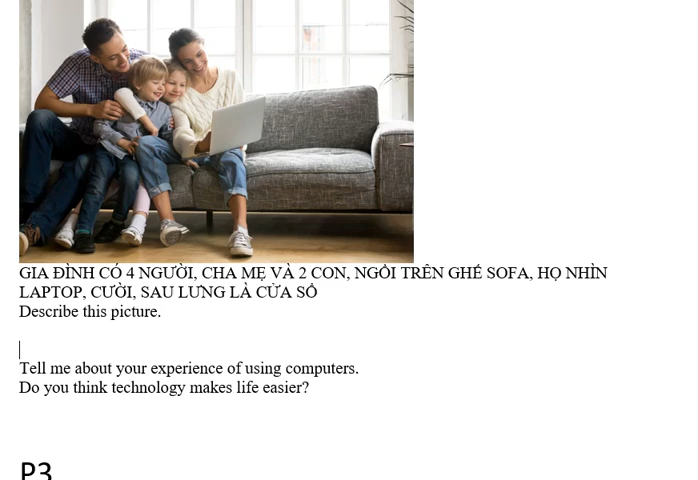 GIA ĐÌNH CÓ 4 NGƯỜI, CHA MẸ VÀ 2 CON, NGỒI TRÊN GHẾ SOFA, HỌ NHÌN
LAPTOP, CƯỜI, SAU LƯNG LÀ CỬA SỔ
Describe this picture.
Tell me about your experience of using computers.
Do you think technology makes life easier?
P3